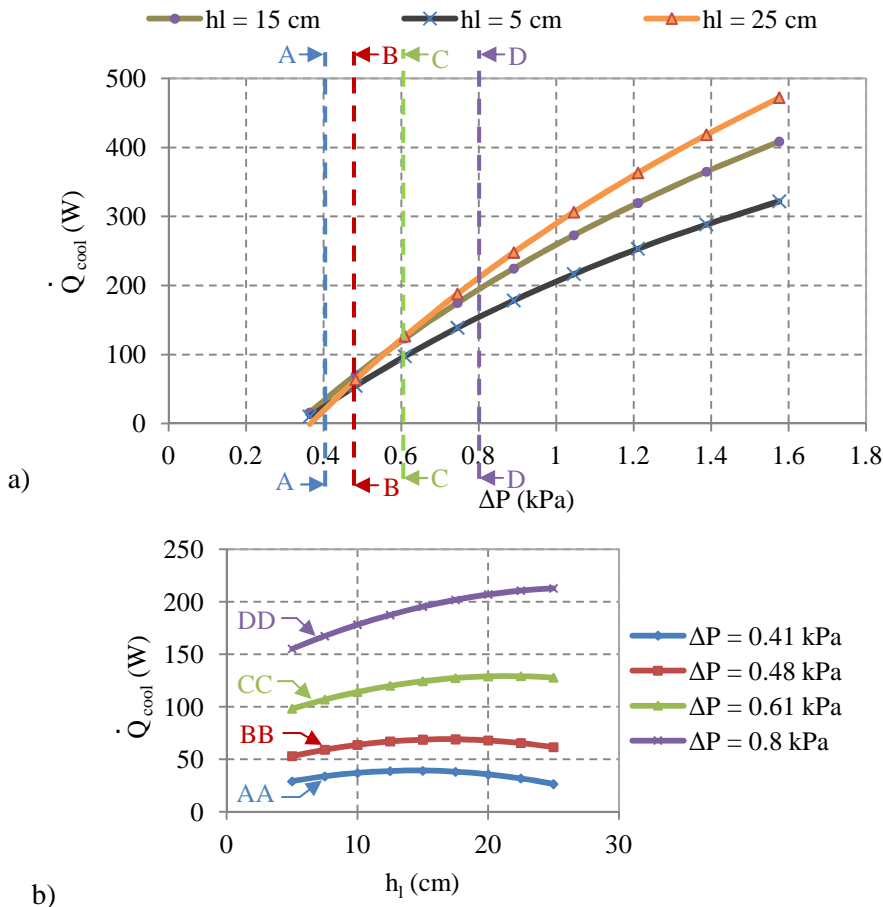 hl = 15 cm hl = 5 cm hl = 25 cm
A B C D
500
400
300
200
100
0
Q̇ cool (W)
0 0.2 0.4 0.6 0.8 1 1.2 1.4 1.6 1.8
A B C D
ΔP (kPa)
a)
250
200
150
100
50
0
Q̇ cool (W)
DD
CC
BB
AA
0 10 20 30
hl (cm)
ΔP = 0.41 kPa
ΔP = 0.48 kPa
ΔP = 0.61 kPa
ΔP = 0.8 kPa
b)